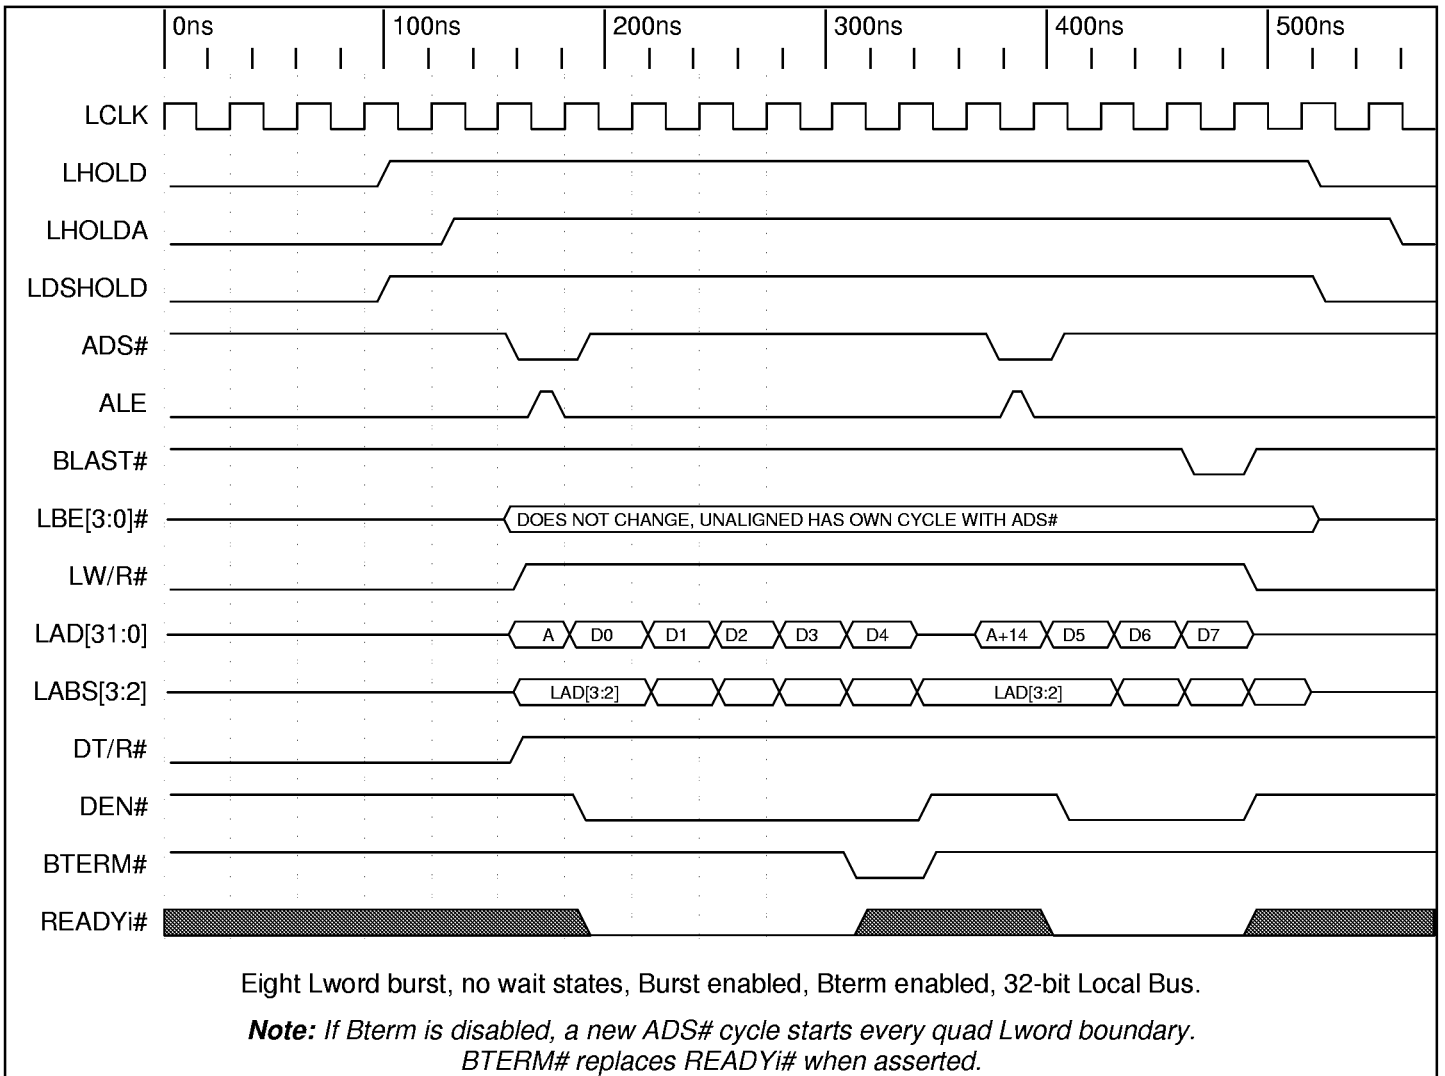 0ns 100ns 200ns 300ns 400ns 500ns
LCLK
LHOLD
LHOLDA
LDSHOLD
ADS#
ALE
BLAST#
LBE[3:0]# DOES NOT CHANGE, UNALIGNED HAS OWN CYCLE WITH ADS#
LW/R#
LAD[31:0] A D0 D1 D2 D3 D4 A+14 D5 D6 D7
LABS[3:2] LAD[3:2] LAD[3:2]
DT/R#
DEN#
BTERM#
READYi#
Eight Lword burst, no wait states, Burst enabled, Bterm enabled, 32-bit Local Bus.
Note: If Bterm is disabled, a new ADS# cycle starts every quad Lword boundary.
BTERM# replaces READYi# when asserted.